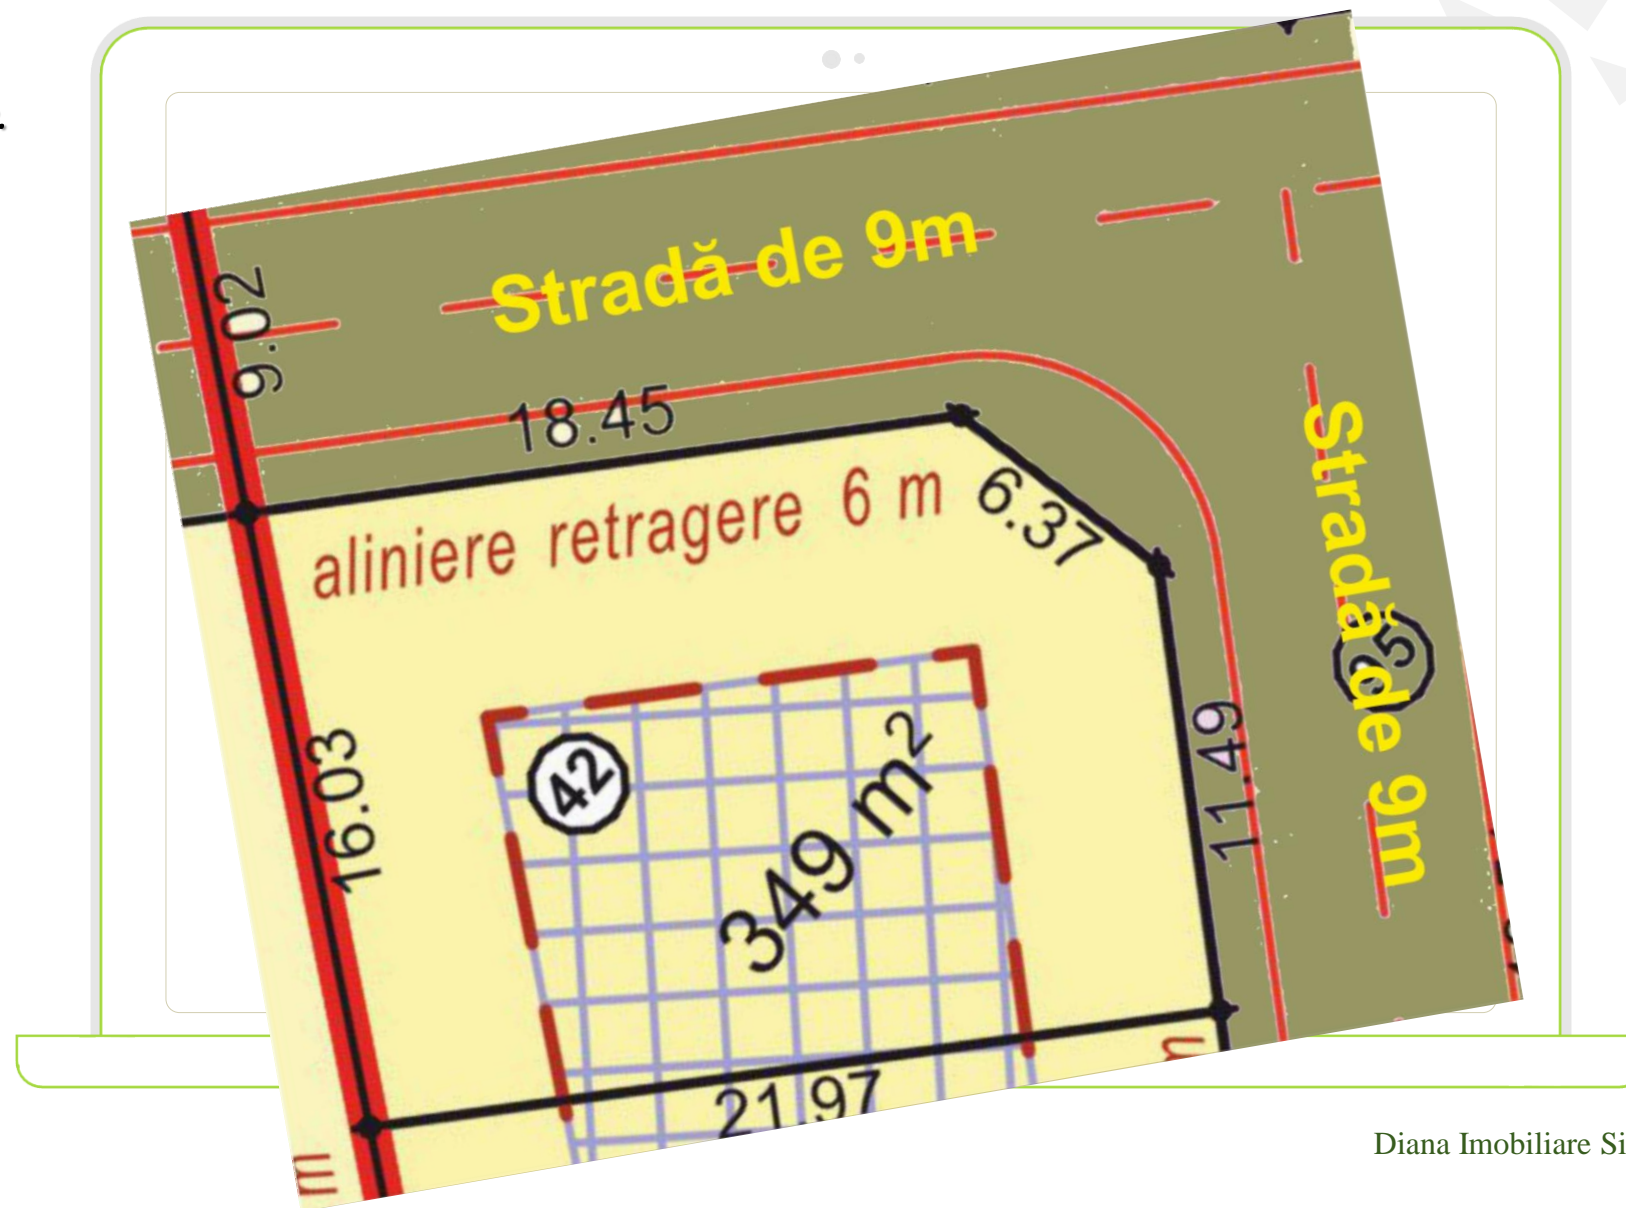 Stradă de 9m
9.02
18.45
aliniere retragere 6 m
6.37
Stradă de 9m
42
349 m²
16.03
11.49
21.97
m
m
Diana Imobiliare Si